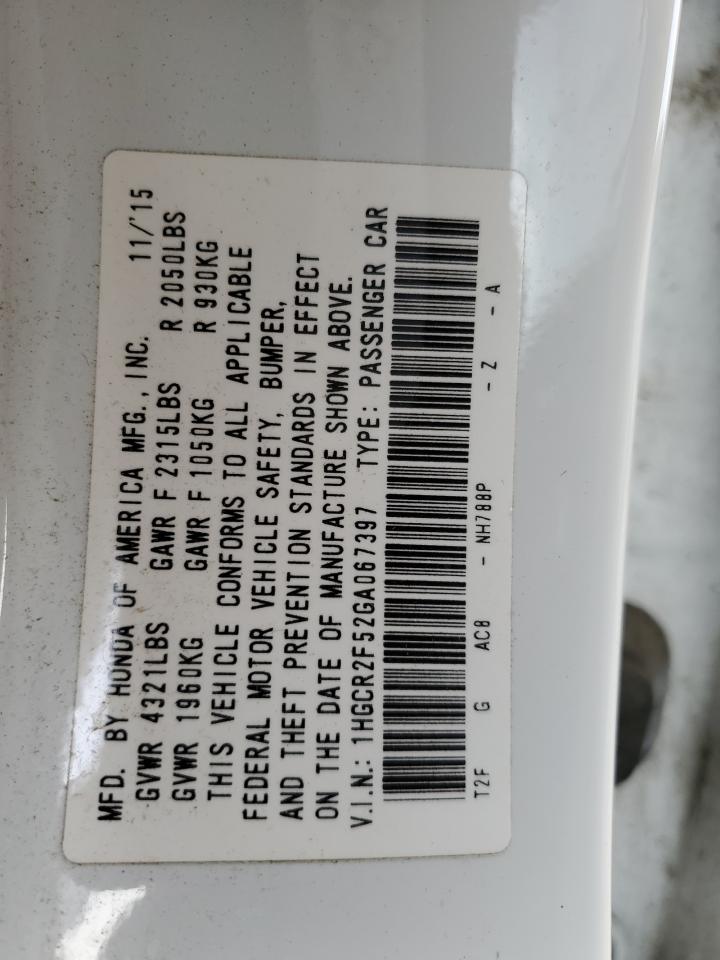 MFD. BY HONDA OF AMERICA MFG., INC. 11/'15
GVWR 4321LBS GAWR F 2315LBS R 2050LBS
GVWR 1960KG GAWR F 1050KG R 930KG
THIS VEHICLE CONFORMS TO ALL APPLICABLE
FEDERAL MOTOR VEHICLE SAFETY, BUMPER,
AND THEFT PREVENTION STANDARDS IN EFFECT
ON THE DATE OF MANUFACTURE SHOWN ABOVE.
V.I.N.: 1HGCR2F52GA067397 TYPE: PASSENGER CAR
T2F G AC8 - NH788P - Z - A